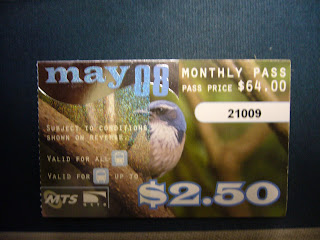 may 00
MONTHLY PASS
PASS PRICE $64.00
21009
SUBJECT TO CONDITIONS
SHOWN ON REVERSE.
VALID FOR ALL
VALID FOR UP TO
$2.50
MTS